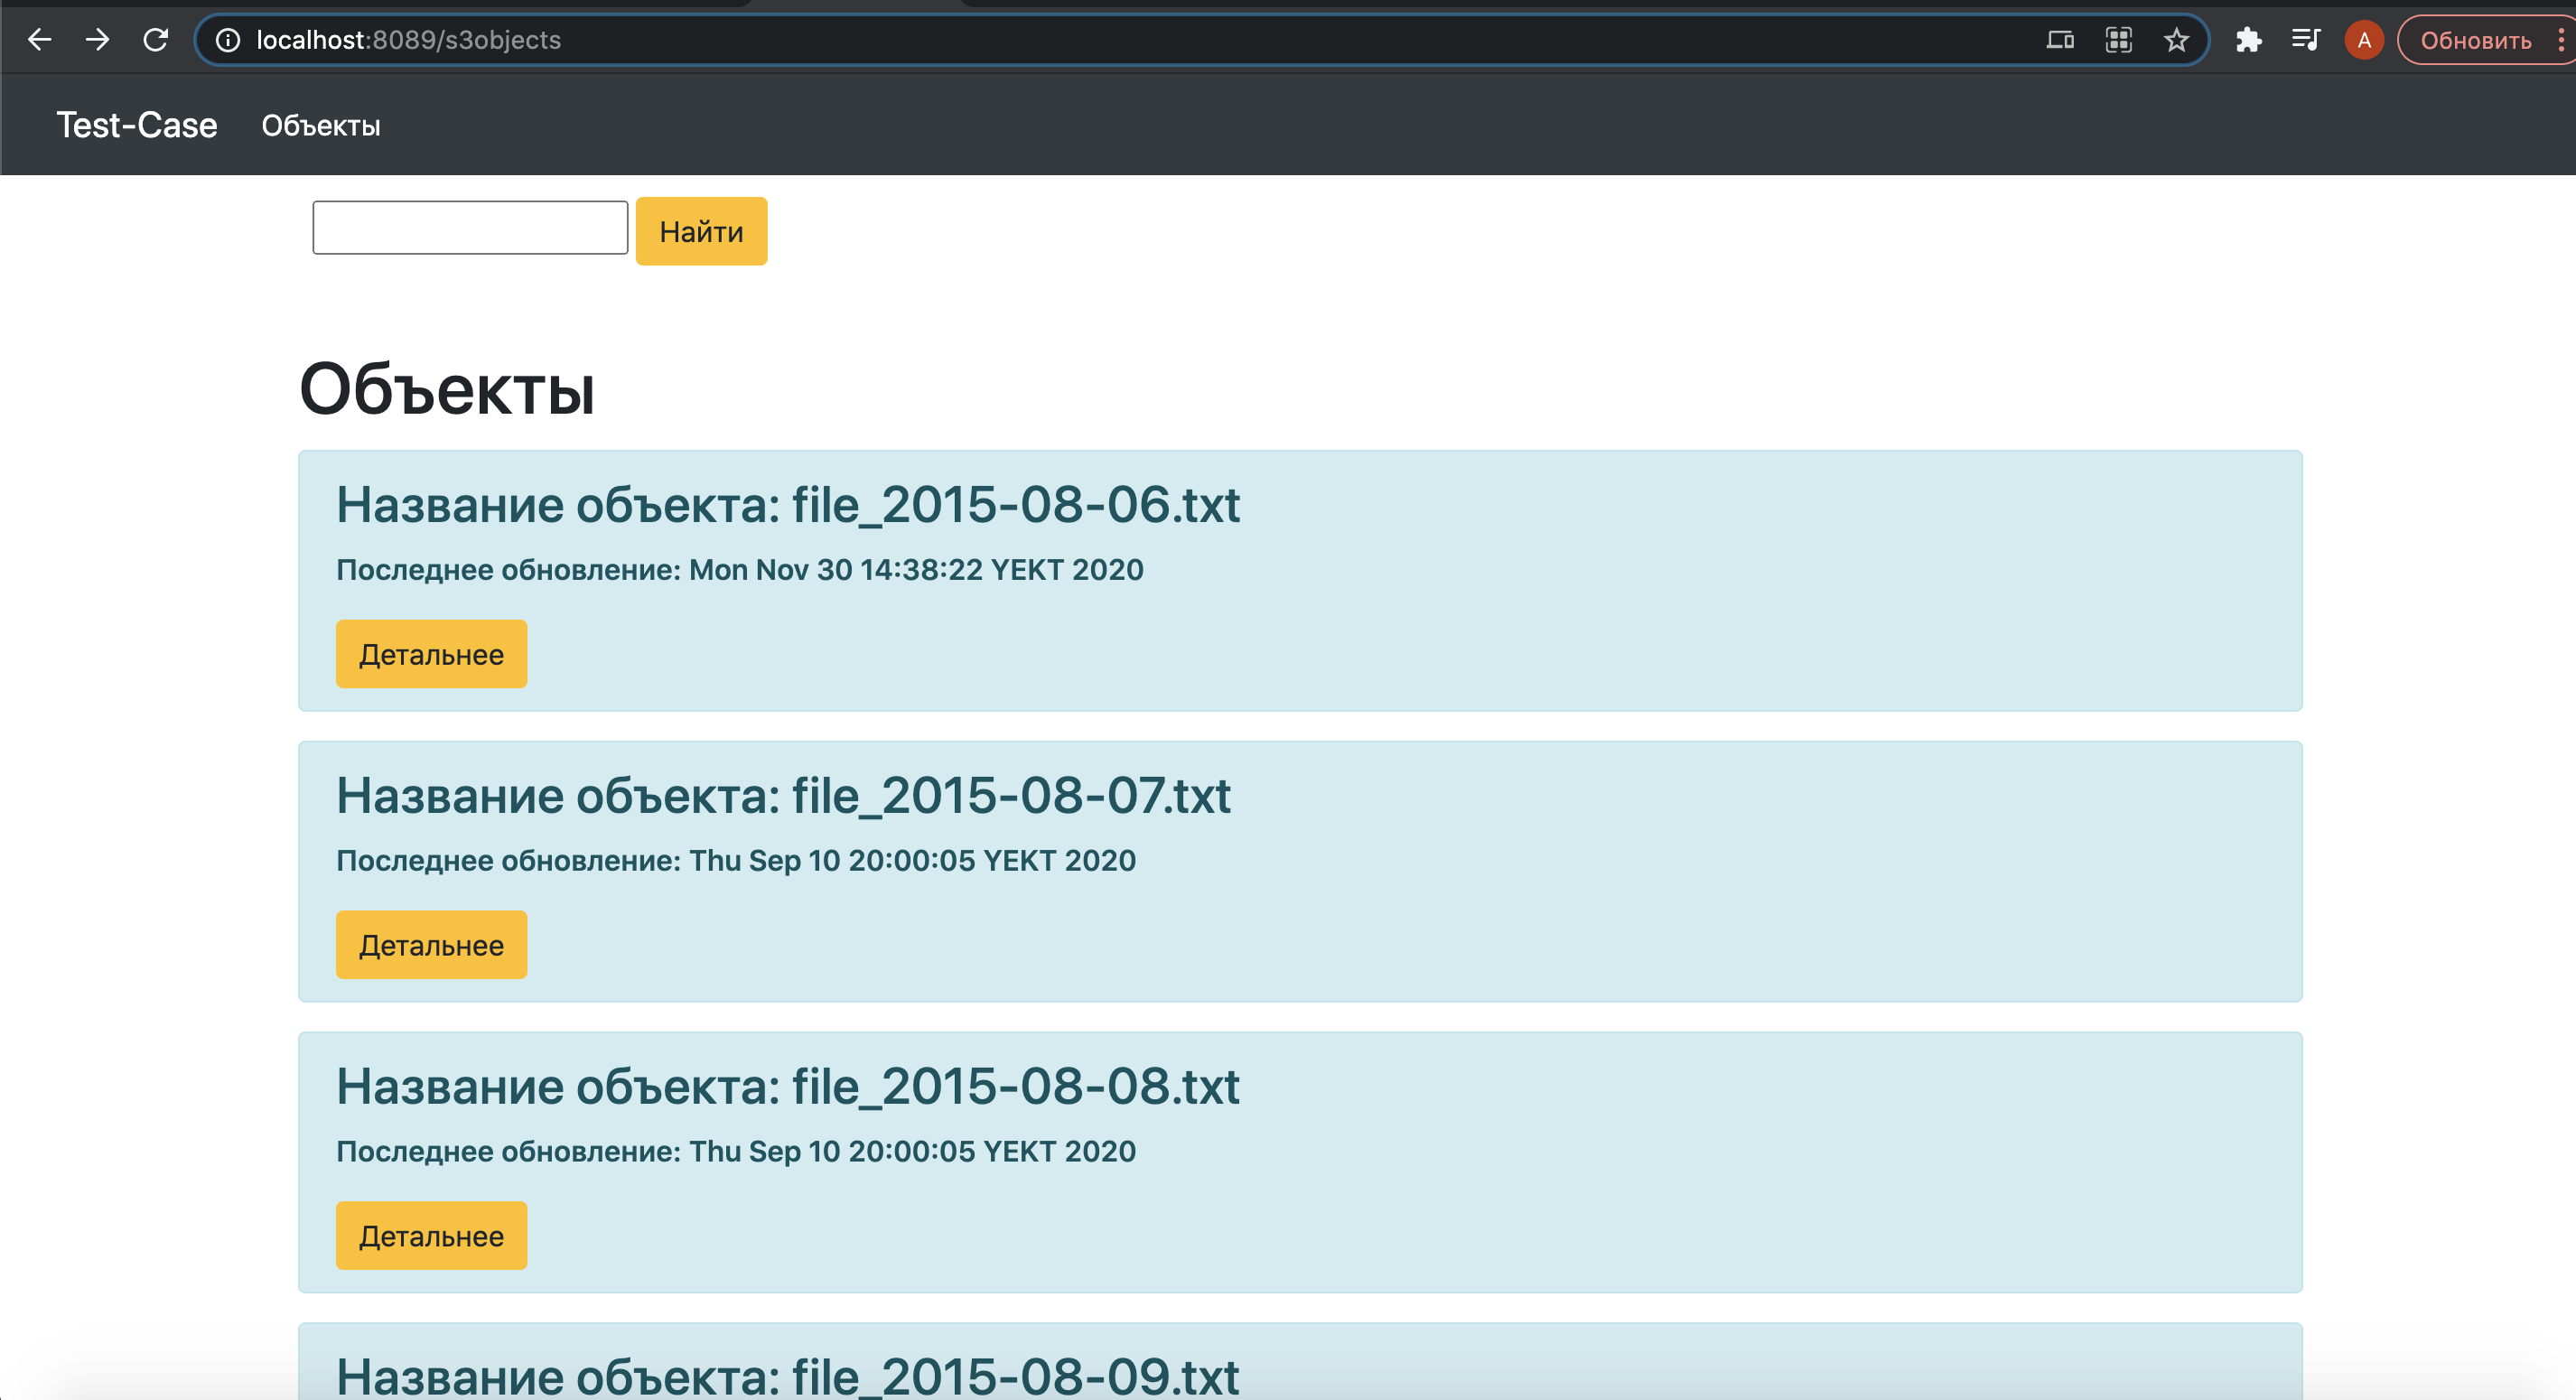 localhost:8089/s3objects
А
Обновить
Test-Case Объекты
Найти
Объекты
Название объекта: file_2015-08-06.txt
Последнее обновление: Mon Nov 30 14:38:22 YEKT 2020
Детальнее
Название объекта: file_2015-08-07.txt
Последнее обновление: Thu Sep 10 20:00:05 YEKT 2020
Детальнее
Название объекта: file_2015-08-08.txt
Последнее обновление: Thu Sep 10 20:00:05 YEKT 2020
Детальнее
Название объекта: file_2015-08-09.txt